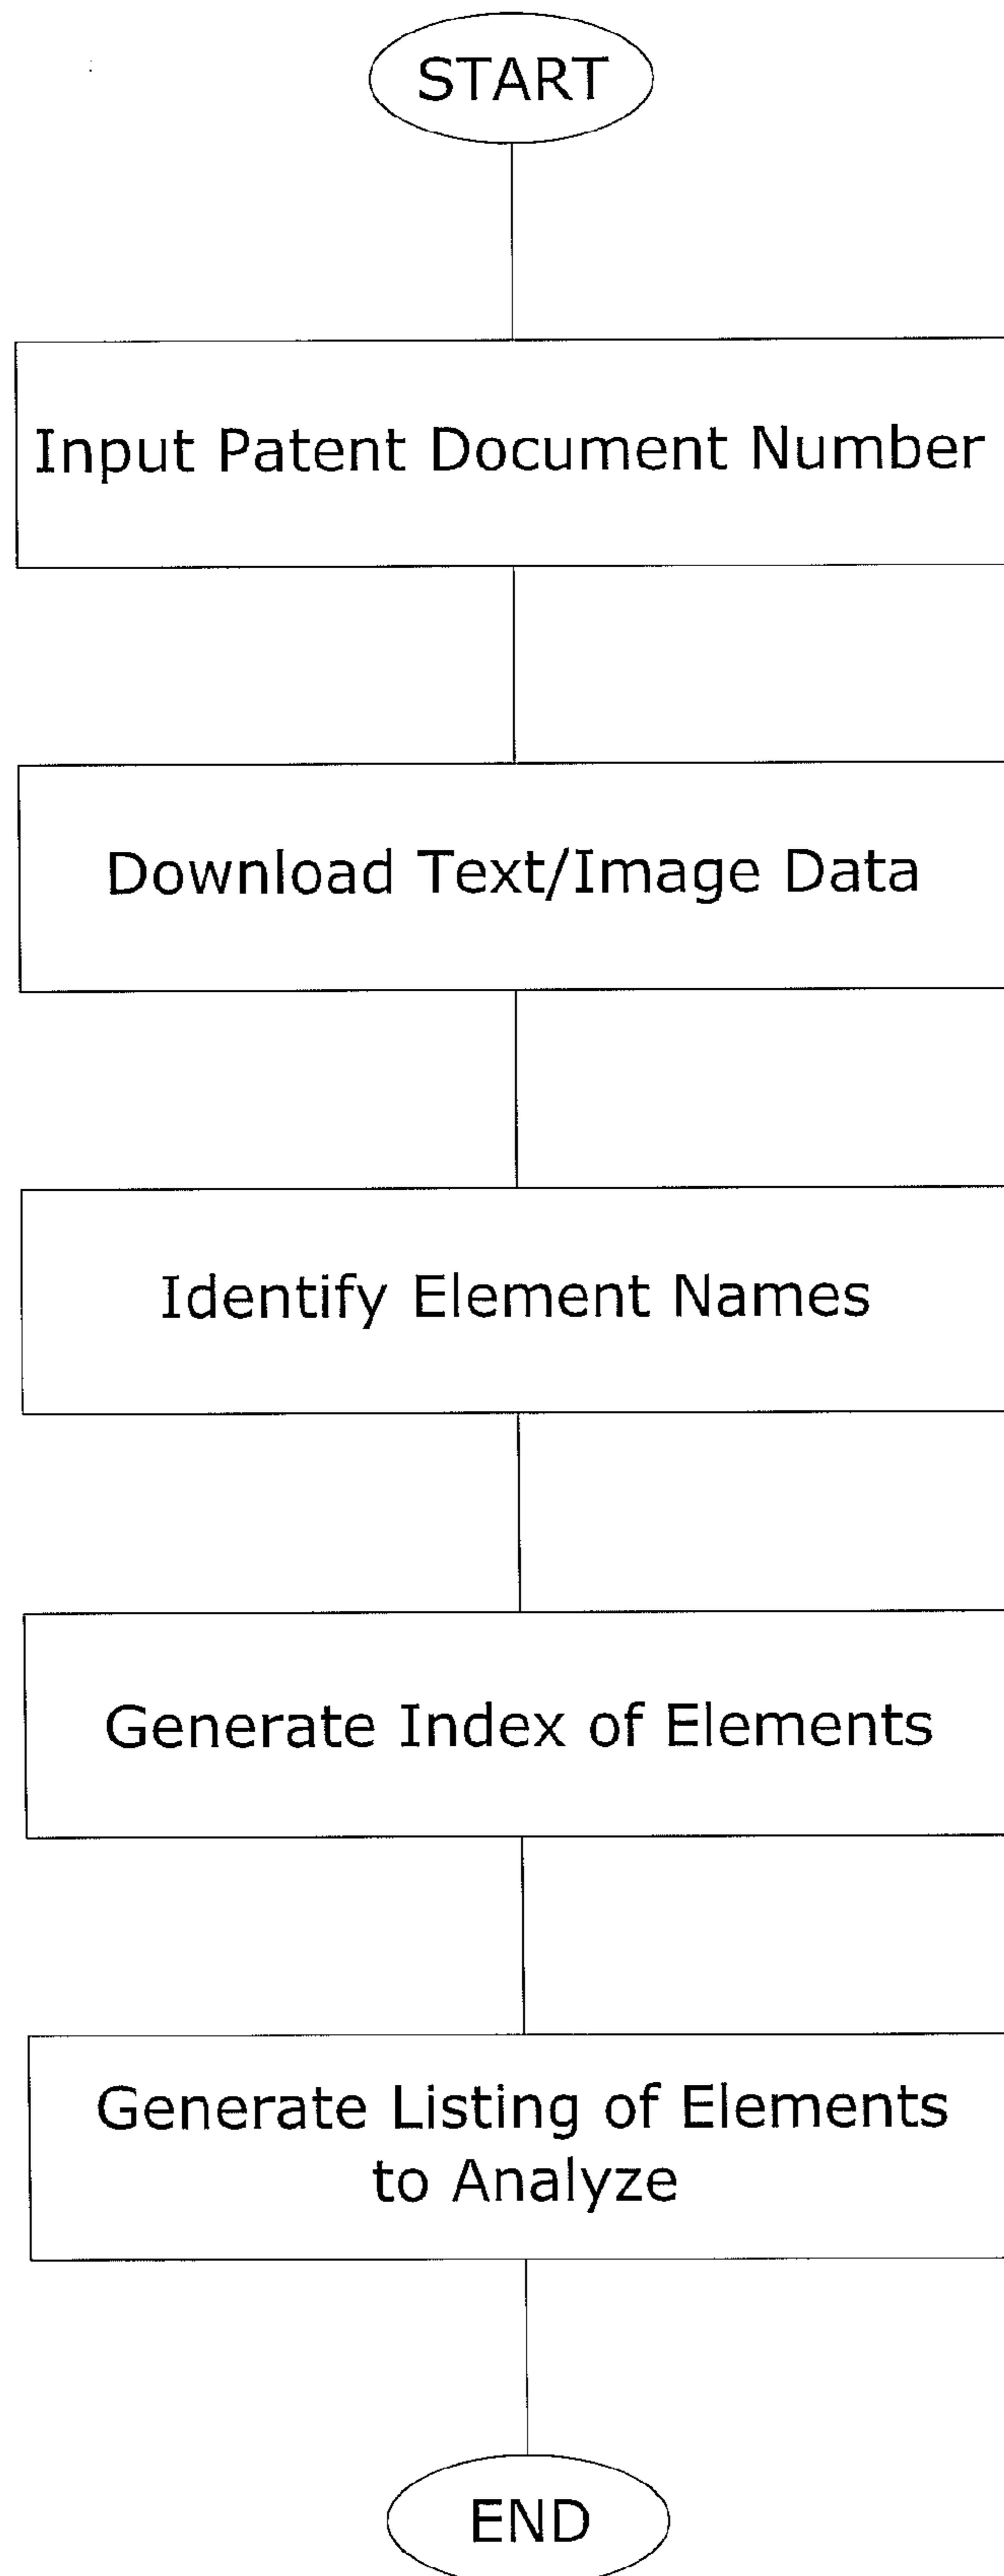 START
Input Patent Document Number
Download Text/Image Data
Identify Element Names
Generate Index of Elements
Generate Listing of Elements
to Analyze
END